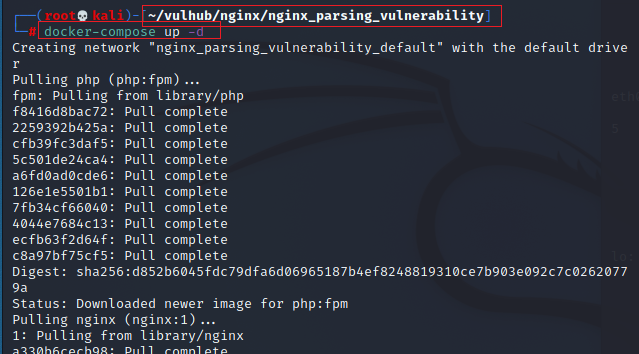 ┌──(root💀kali)-[~/vulhub/nginx/nginx_parsing_vulnerability]
└─# docker-compose up -d
Creating network "nginx_parsing_vulnerability_default" with the default drive
r
Pulling php (php:fpm)...
fpm: Pulling from library/php
f8416d8bac72: Pull complete
2259392b425a: Pull complete
cfb39fc3daf5: Pull complete
5c501de24ca4: Pull complete
a6fd0ad0cde6: Pull complete
126e1e5501b1: Pull complete
7fb34cf66040: Pull complete
4044e7684c13: Pull complete
ecfb63f2d64f: Pull complete
c8a97bf75cf5: Pull complete
Digest: sha256:d852b6045fdc79dfa6d06965187b4ef8248819310ce7b903e092c7c0262077
9a
Status: Downloaded newer image for php:fpm
Pulling nginx (nginx:1)...
1: Pulling from library/nginx
a330b6cecb98: Pull complete